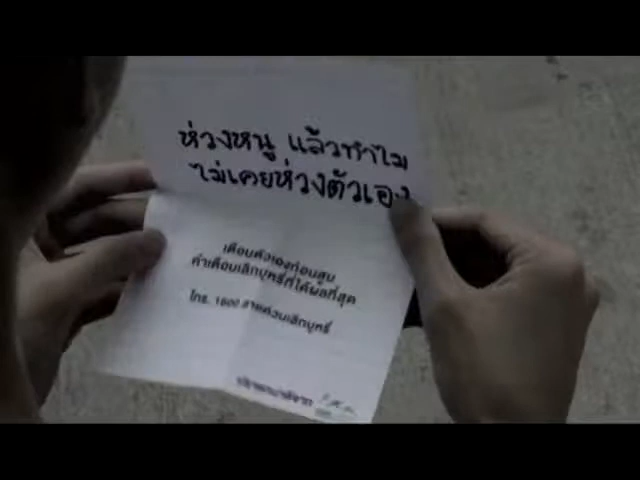 ห่วงหนู แล้วทำไม
ไม่เคยห่วงตัวเอง
เตือนตัวเองก่อนสูบ
คำเตือนเลิกบุหรี่ที่ได้ผลที่สุด
โทร. 1600 สายด่วนเลิกบุหรี่